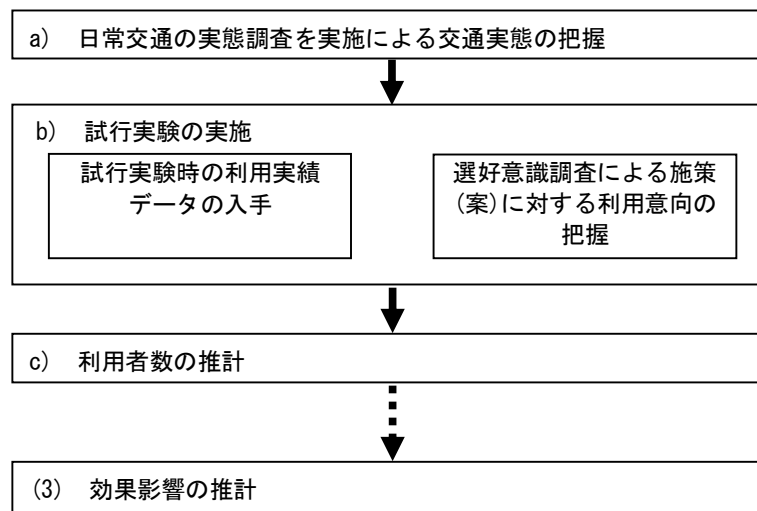 a) 日常交通の実態調査を実施による交通実態の把握
b) 試行実験の実施
試行実験時の利用実績
データの入手
選好意識調査による施策
(案)に対する利用意向の
把握
c) 利用者数の推計
(3) 効果影響の推計